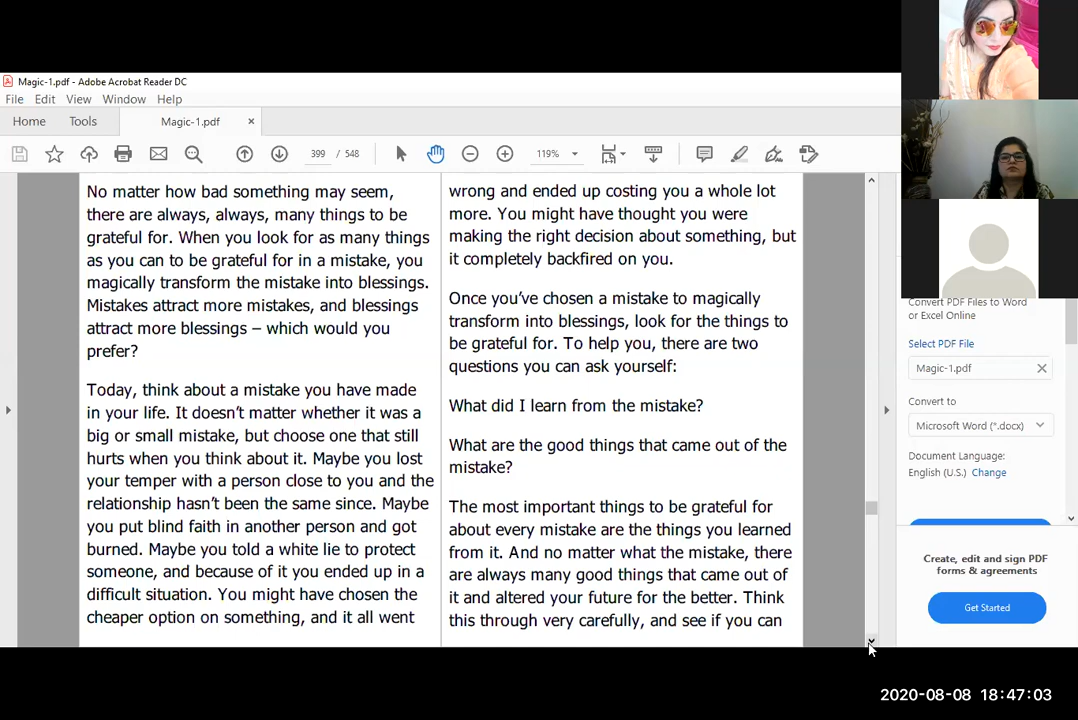 Magic-1.pdf - Adobe Acrobat Reader DC
File Edit View Window Help
Home Tools Magic-1.pdf ×
399 / 548 119%
No matter how bad something may seem,
there are always, always, many things to be
grateful for. When you look for as many things
as you can to be grateful for in a mistake, you
magically transform the mistake into blessings.
Mistakes attract more mistakes, and blessings
attract more blessings – which would you
prefer?
Today, think about a mistake you have made
in your life. It doesn’t matter whether it was a
big or small mistake, but choose one that still
hurts when you think about it. Maybe you lost
your temper with a person close to you and the
relationship hasn’t been the same since. Maybe
you put blind faith in another person and got
burned. Maybe you told a white lie to protect
someone, and because of it you ended up in a
difficult situation. You might have chosen the
cheaper option on something, and it all went
wrong and ended up costing you a whole lot
more. You might have thought you were
making the right decision about something, but
it completely backfired on you.
Once you’ve chosen a mistake to magically
transform into blessings, look for the things to
be grateful for. To help you, there are two
questions you can ask yourself:
What did I learn from the mistake?
What are the good things that came out of the
mistake?
The most important things to be grateful for
about every mistake are the things you learned
from it. And no matter what the mistake, there
are always many good things that came out of
it and altered your future for the better. Think
this through very carefully, and see if you can
Convert PDF Files to Word
or Excel Online
Select PDF File
Magic-1.pdf
Convert to
Microsoft Word (*.docx)
Document Language:
English (U.S.) Change
Create, edit and sign PDF
forms & agreements
Get Started
2020-08-08 18:47:03